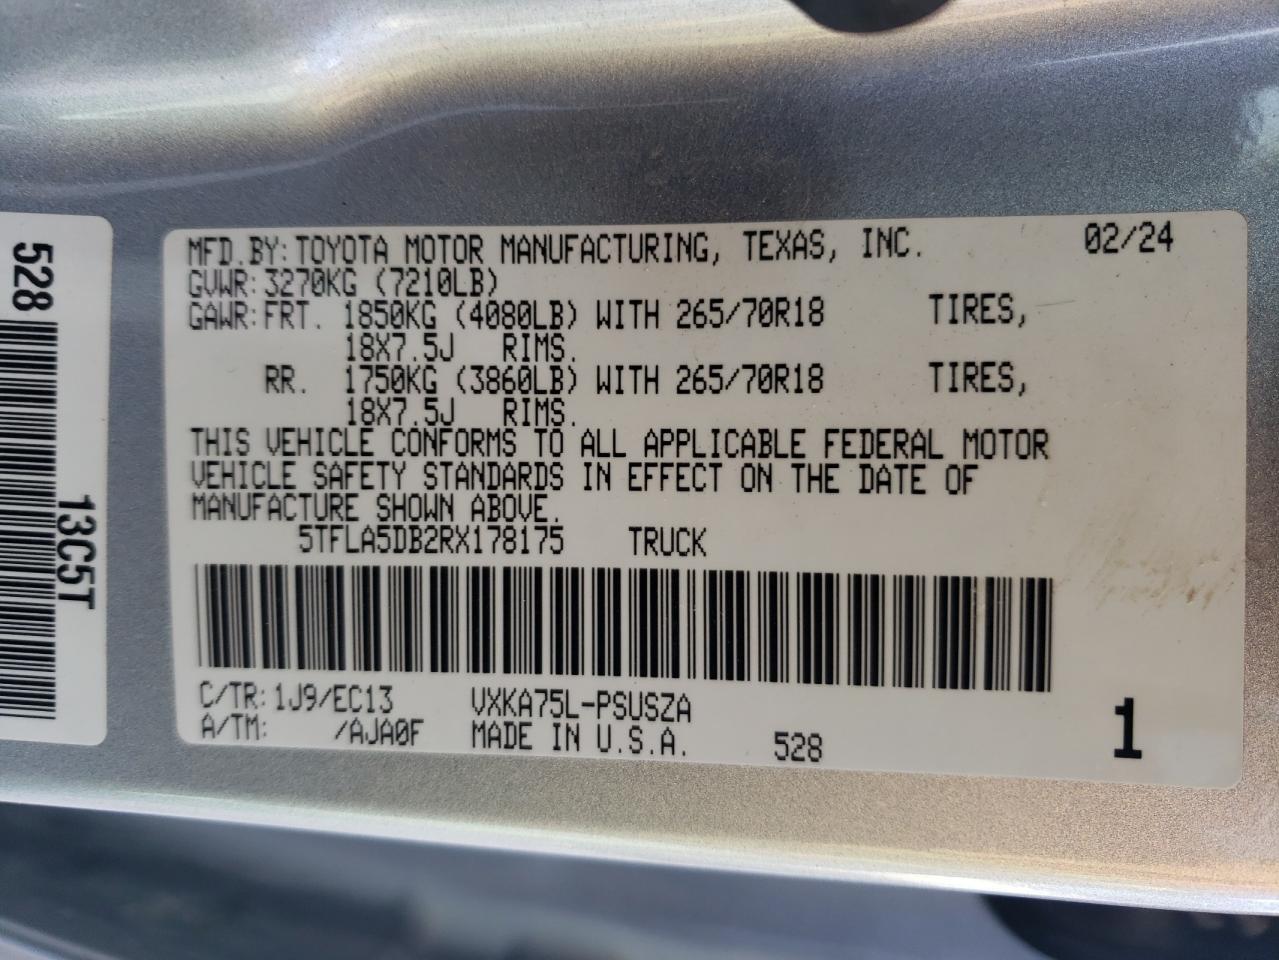 528
13C5T
MFD.BY: TOYOTA MOTOR MANUFACTURING, TEXAS, INC. 02/24
GVWR: 3270KG (7210LB)
GAWR: FRT. 1850KG (4080LB) WITH 265/70R18 TIRES,
18X7.5J RIMS.
RR. 1750KG (3860LB) WITH 265/70R18 TIRES,
18X7.5J RIMS.
THIS VEHICLE CONFORMS TO ALL APPLICABLE FEDERAL MOTOR
VEHICLE SAFETY STANDARDS IN EFFECT ON THE DATE OF
MANUFACTURE SHOWN ABOVE.
5TFLA5DB2RX178175 TRUCK
C/TR: 1J9/EC13 VXKA75L-PSUSZA
A/TM: /AJA0F MADE IN U.S.A. 528 1